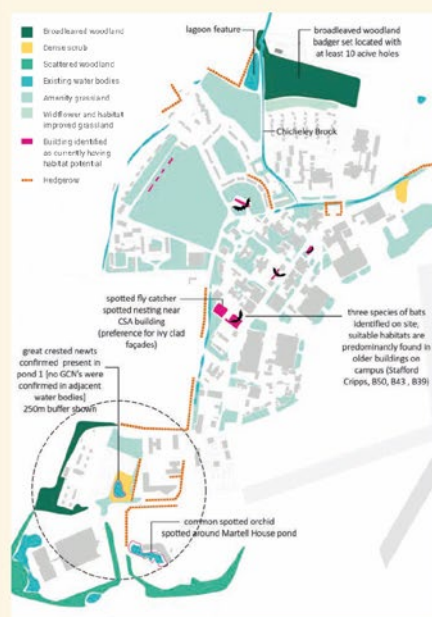 Broadleaved woodland
Dense scrub
Scattered woodland
Existing water bodies
Amenity grassland
Wildflower and habitat
improved grassland
Building identified
as currently having
habitat potential
Hedgerow
lagoon feature
broadleaved woodland
badger set located with
at least 10 acive holes
Chicheley Brook
spotted fly catcher
spotted nesting near
CSA building
(preference for ivy clad
façades)
three species of bats
identified on site,
suitable habitats are
predominantly found in
older buildings on
campus (Stafford
Cripps, B50, B43 , B39)
great crested newts
confirmed present in
pond 1 [no GCN's were
confirmed in adjacent
water bodies]
250m buffer shown
common spotted orchid
spotted around Martell House pond